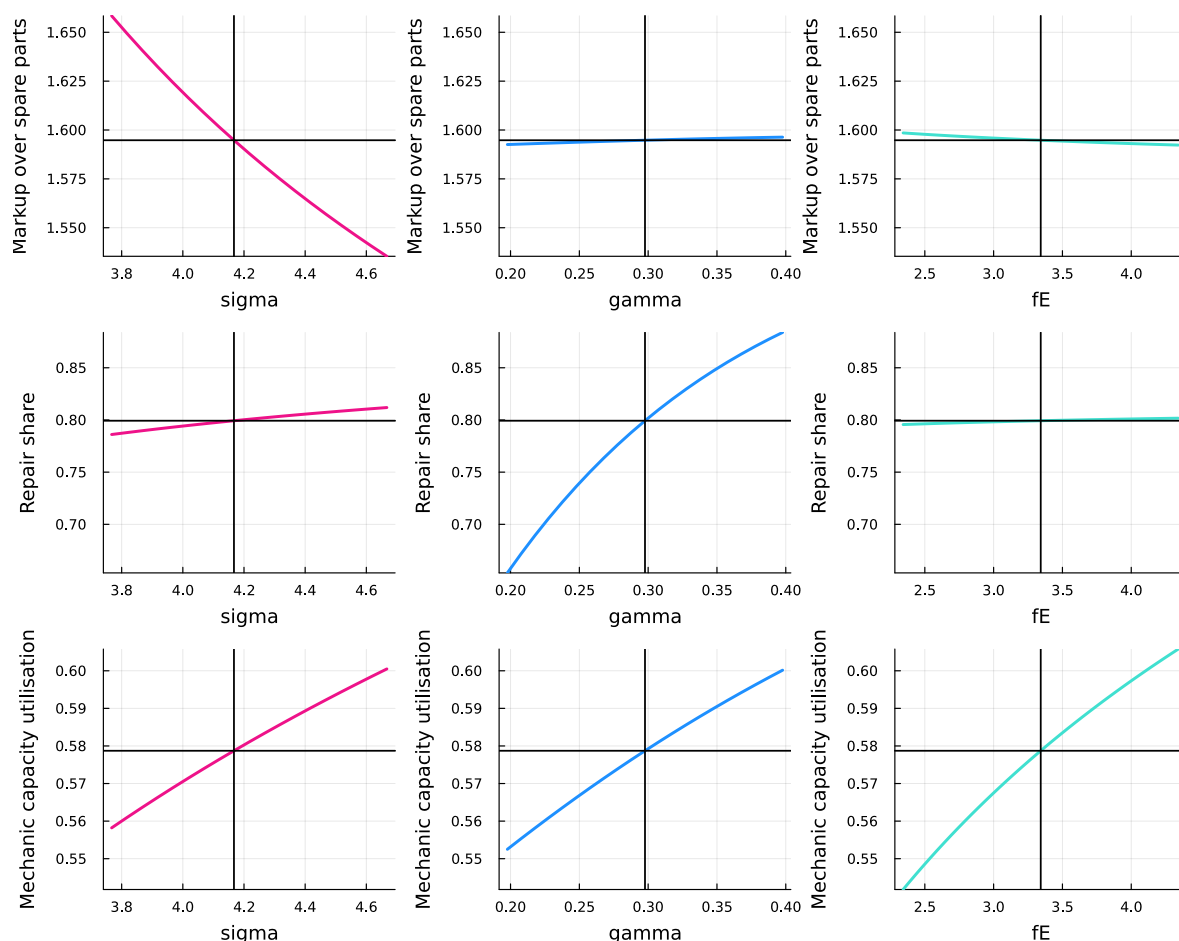 Markup over spare parts
1.650
1.625
1.600
1.575
1.550
3.8 4.0 4.2 4.4 4.6
sigma
Markup over spare parts
1.650
1.625
1.600
1.575
1.550
0.20 0.25 0.30 0.35 0.40
gamma
Markup over spare parts
1.650
1.625
1.600
1.575
1.550
2.5 3.0 3.5 4.0
fE
Repair share
0.85
0.80
0.75
0.70
3.8 4.0 4.2 4.4 4.6
sigma
Repair share
0.85
0.80
0.75
0.70
0.20 0.25 0.30 0.35 0.40
gamma
Repair share
0.85
0.80
0.75
0.70
2.5 3.0 3.5 4.0
fE
Mechanic capacity utilisation
0.60
0.59
0.58
0.57
0.56
0.55
3.8 4.0 4.2 4.4 4.6
sigma
Mechanic capacity utilisation
0.60
0.59
0.58
0.57
0.56
0.55
0.20 0.25 0.30 0.35 0.40
gamma
Mechanic capacity utilisation
0.60
0.59
0.58
0.57
0.56
0.55
2.5 3.0 3.5 4.0
fE